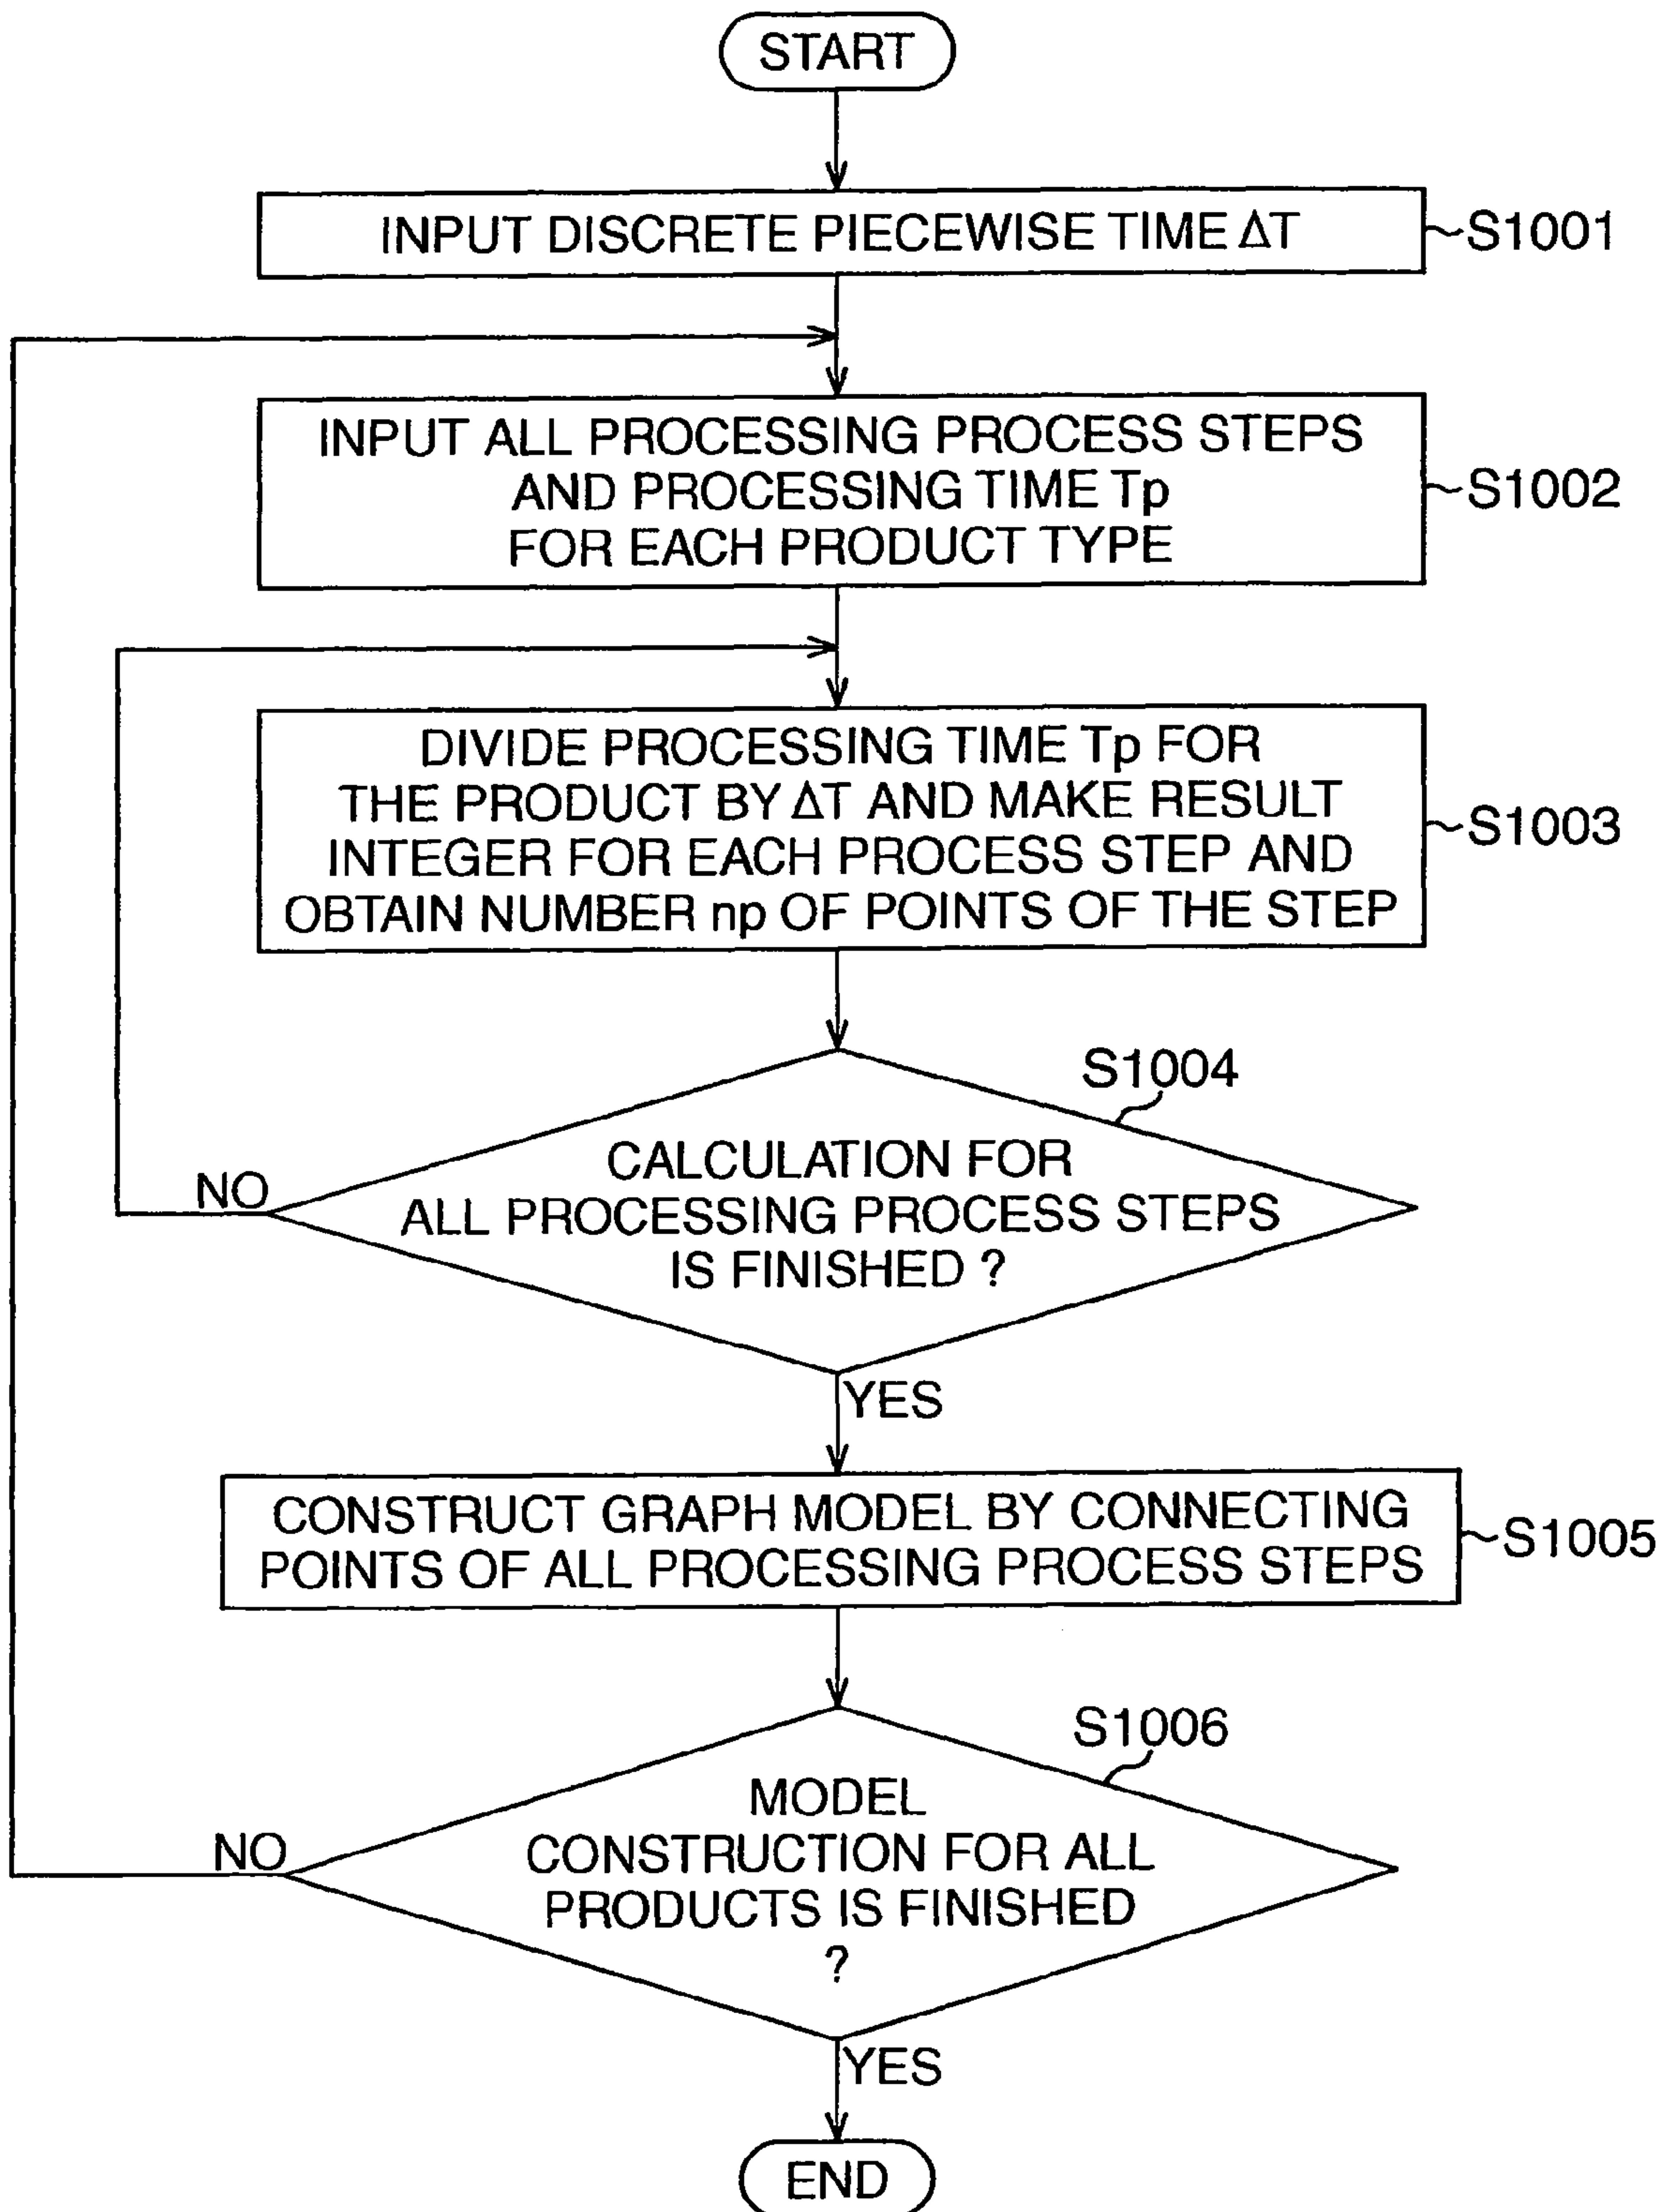 START
INPUT DISCRETE PIECEWISE TIME ΔT
S1001
INPUT ALL PROCESSING PROCESS STEPS
AND PROCESSING TIME Tp
FOR EACH PRODUCT TYPE
S1002
DIVIDE PROCESSING TIME Tp FOR
THE PRODUCT BY ΔT AND MAKE RESULT
INTEGER FOR EACH PROCESS STEP AND
OBTAIN NUMBER np OF POINTS OF THE STEP
S1003
S1004
CALCULATION FOR
ALL PROCESSING PROCESS STEPS
IS FINISHED ?
NO
YES
CONSTRUCT GRAPH MODEL BY CONNECTING
POINTS OF ALL PROCESSING PROCESS STEPS
S1005
S1006
MODEL
CONSTRUCTION FOR ALL
PRODUCTS IS FINISHED
?
NO
YES
END